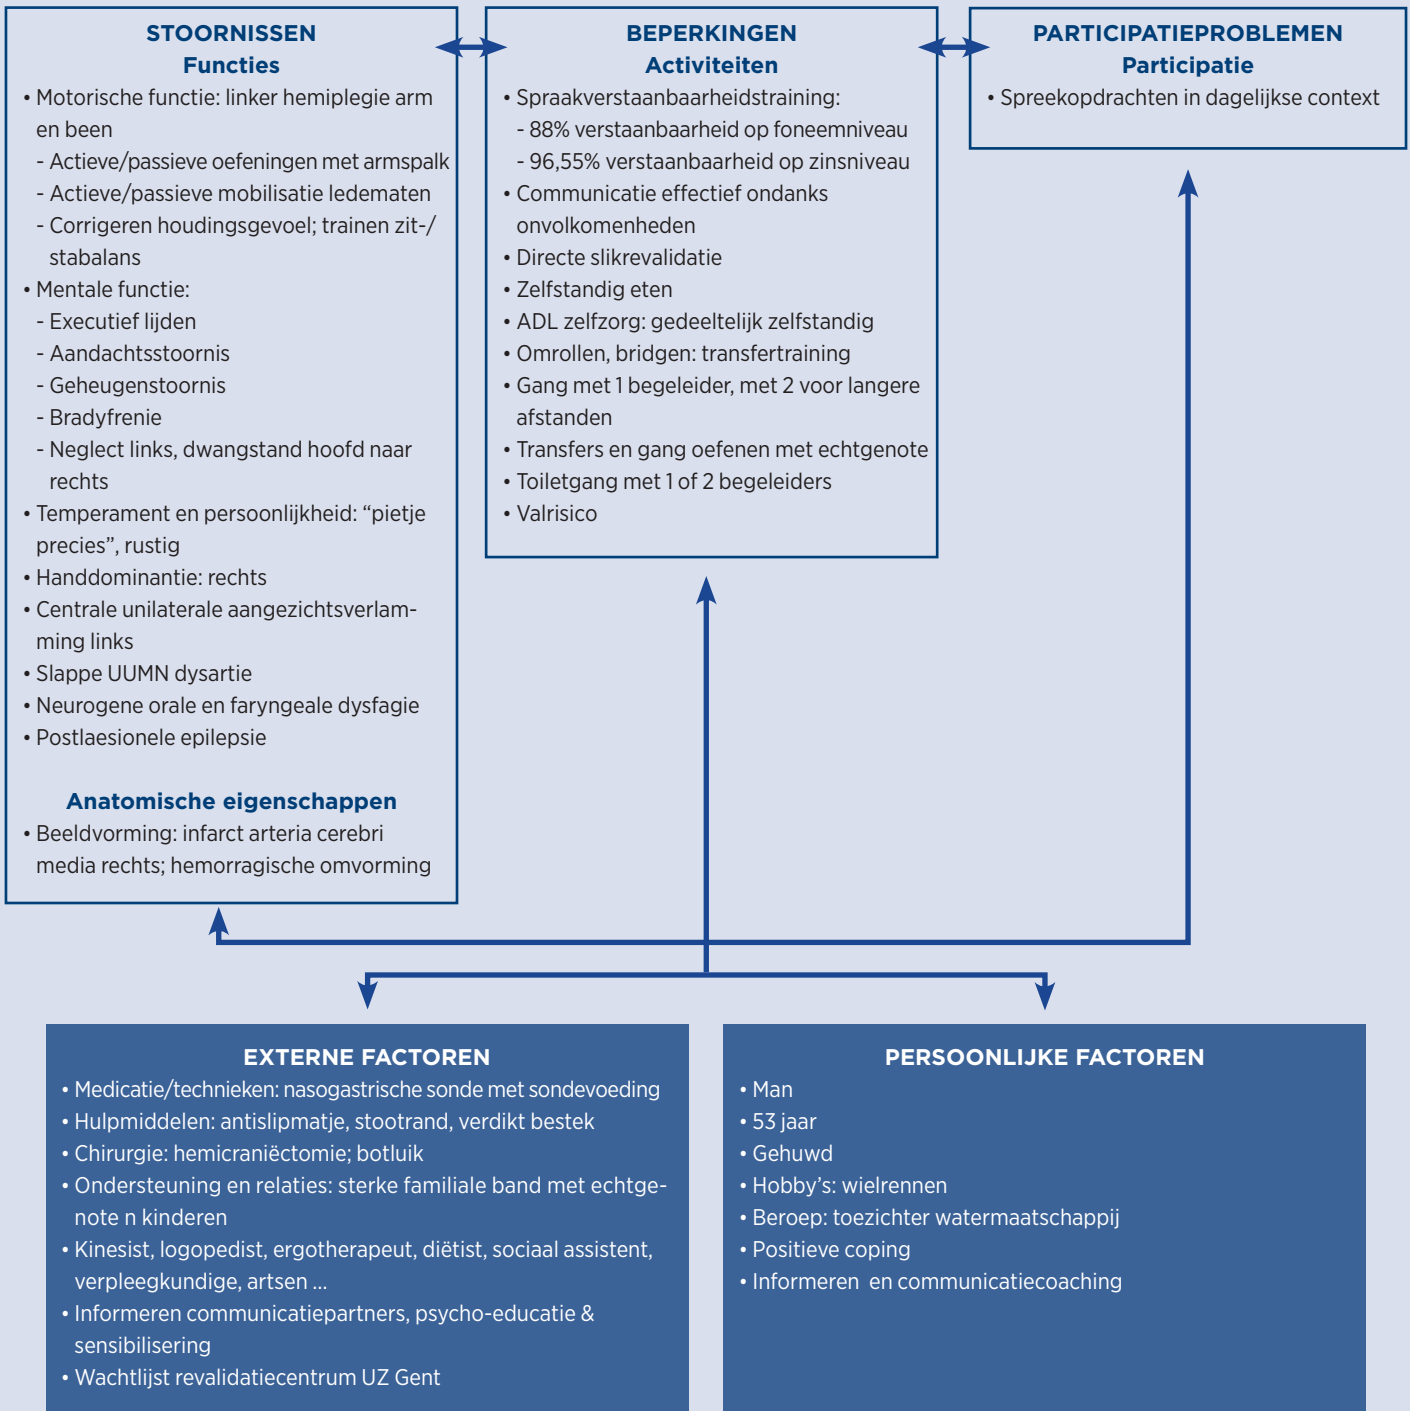 STOORNISSEN
Functies
• Motorische functie: linker hemiplegie arm
en been
- Actieve/passieve oefeningen met armspalk
- Actieve/passieve mobilisatie ledematen
- Corrigeren houdingsgevoel; trainen zit-/
stabalans
• Mentale functie:
- Executief lijden
- Aandachtsstoornis
- Geheugenstoornis
- Bradyfrenie
- Neglect links, dwangstand hoofd naar
rechts
• Temperament en persoonlijkheid: “pietje
precies”, rustig
• Handdominantie: rechts
• Centrale unilaterale aangezichtsverlam-
ming links
• Slappe UUMN dysartie
• Neurogene orale en faryngeale dysfagie
• Postlaesionele epilepsie
Anatomische eigenschappen
• Beeldvorming: infarct arteria cerebri
media rechts; hemorragische omvorming
BEPERKINGEN
Activiteiten
• Spraakverstaanbaarheidstraining:
- 88% verstaanbaarheid op foneemniveau
- 96,55% verstaanbaarheid op zinsniveau
• Communicatie effectief ondanks
onvolkomenheden
• Directe slikrevalidatie
• Zelfstandig eten
• ADL zelfzorg: gedeeltelijk zelfstandig
• Omrollen, bridgen: transfertraining
• Gang met 1 begeleider, met 2 voor langere
afstanden
• Transfers en gang oefenen met echtgenote
• Toiletgang met 1 of 2 begeleiders
• Valrisico
PARTICIPATIEPROBLEMEN
Participatie
• Spreekopdrachten in dagelijkse context
EXTERNE FACTOREN
• Medicatie/technieken: nasogastrische sonde met sondevoeding
• Hulpmiddelen: antislipmatje, stootrand, verdikt bestek
• Chirurgie: hemicraniëctomie; botluik
• Ondersteuning en relaties: sterke familiale band met echtge-
note n kinderen
• Kinesist, logopedist, ergotherapeut, diëtist, sociaal assistent,
verpleegkundige, artsen ...
• Informeren communicatiepartners, psycho-educatie &
sensibilisering
• Wachtlijst revalidatiecentrum UZ Gent
PERSOONLIJKE FACTOREN
• Man
• 53 jaar
• Gehuwd
• Hobby’s: wielrennen
• Beroep: toezichter watermaatschappij
• Positieve coping
• Informeren en communicatiecoaching